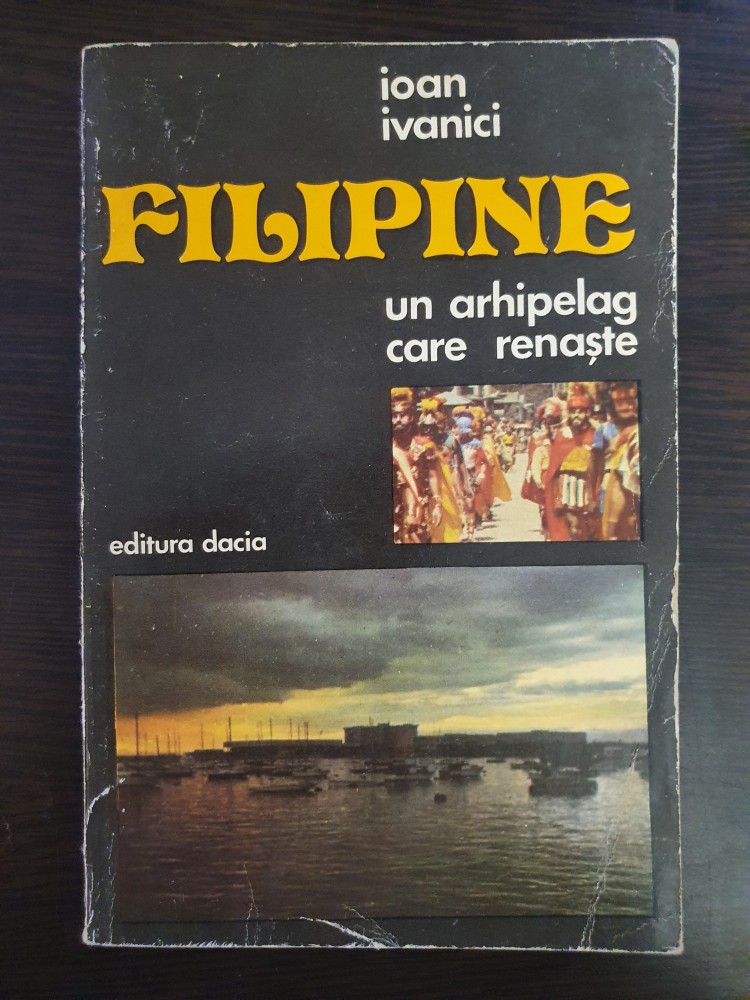 ioan
ivanici
FILIPINE
un arhipelag
care renaște
editura dacia